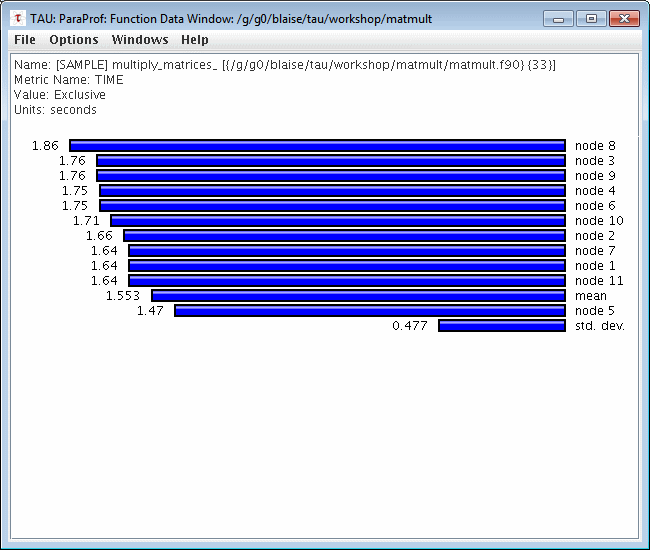 TAU: ParaProf: Function Data Window: /g/g0/blaise/tau/workshop/matmult
File Options Windows Help
Name: [SAMPLE] multiply_matrices_ [{/g/g0/blaise/tau/workshop/matmult/matmult.f90} {33}]
Metric Name: TIME
Value: Exclusive
Units: seconds
1.86 node 8
1.76 node 3
1.76 node 9
1.75 node 4
1.75 node 6
1.71 node 10
1.66 node 2
1.64 node 7
1.64 node 1
1.64 node 11
1.553 mean
1.47 node 5
0.477 std. dev.